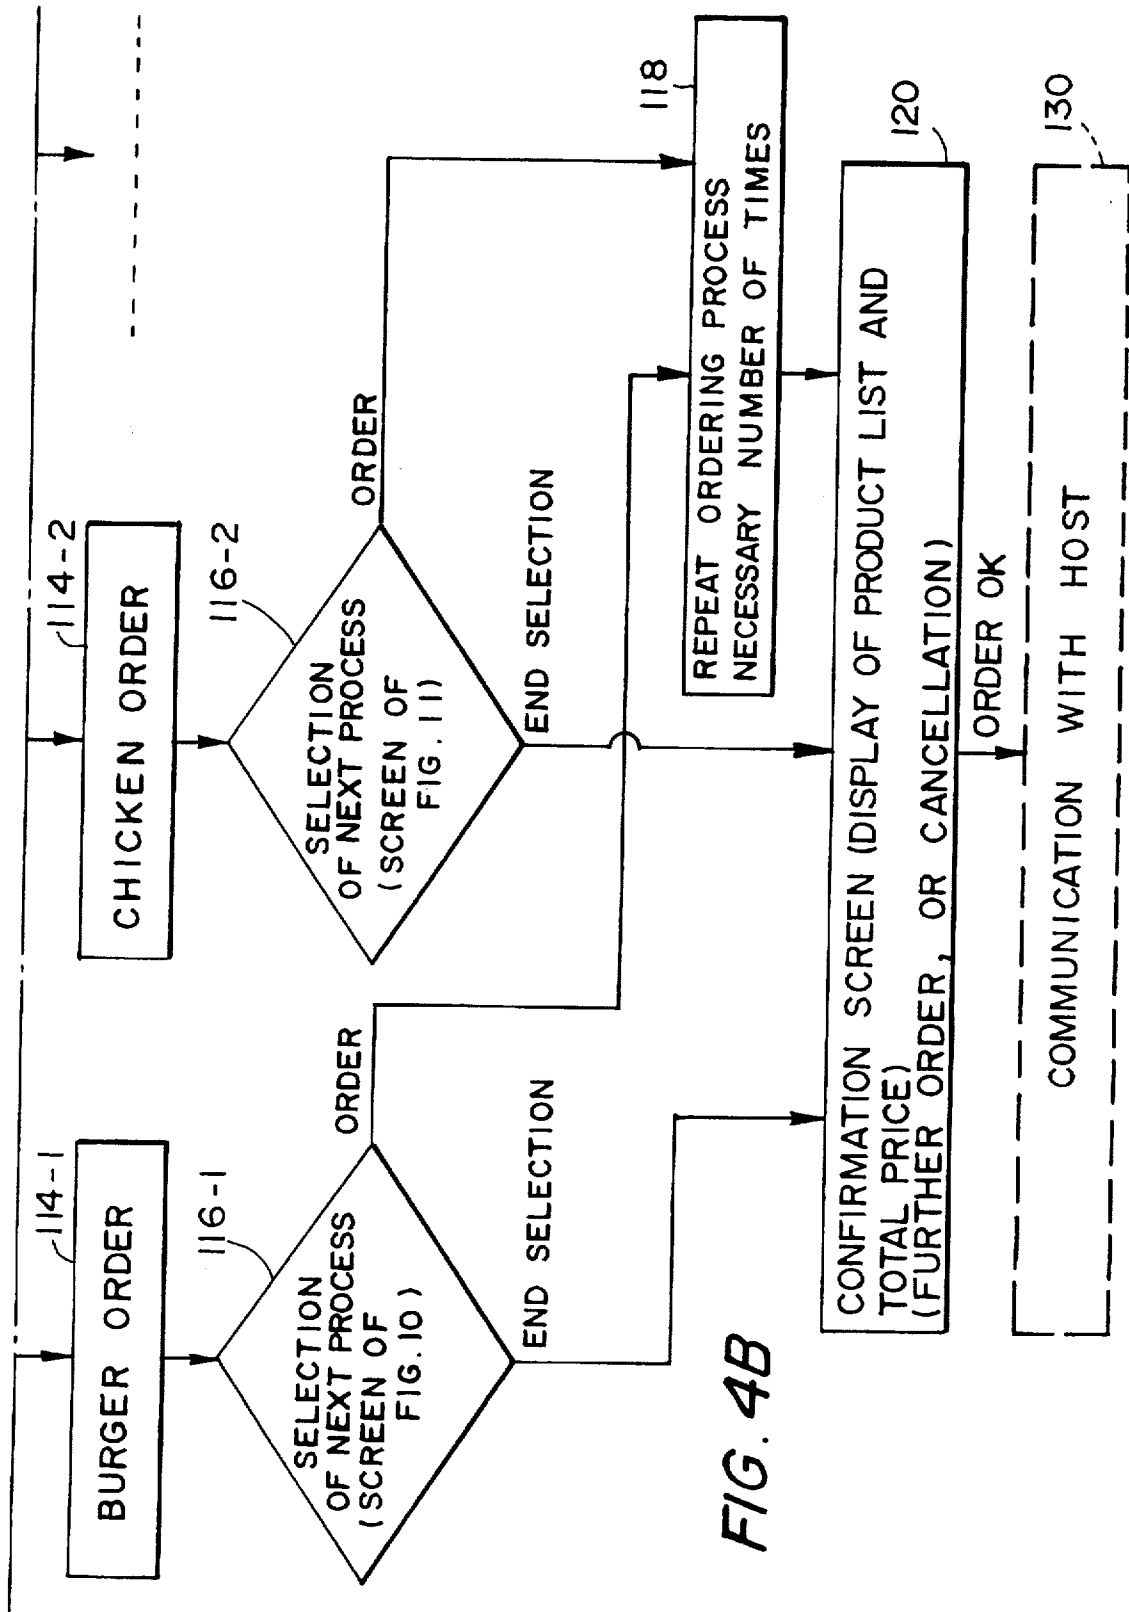 114-1
BURGER ORDER
114-2
CHICKEN ORDER
116-1
SELECTION
OF NEXT PROCESS
(SCREEN OF
FIG.10)
ORDER
END SELECTION
116-2
SELECTION
OF NEXT PROCESS
(SCREEN OF
FIG.11)
ORDER
END SELECTION
118
REPEAT ORDERING PROCESS
NECESSARY NUMBER OF TIMES
120
CONFIRMATION SCREEN (DISPLAY OF PRODUCT LIST AND
TOTAL PRICE)
(FURTHER ORDER, OR CANCELLATION)
ORDER OK
130
COMMUNICATION WITH HOST
FIG. 4B